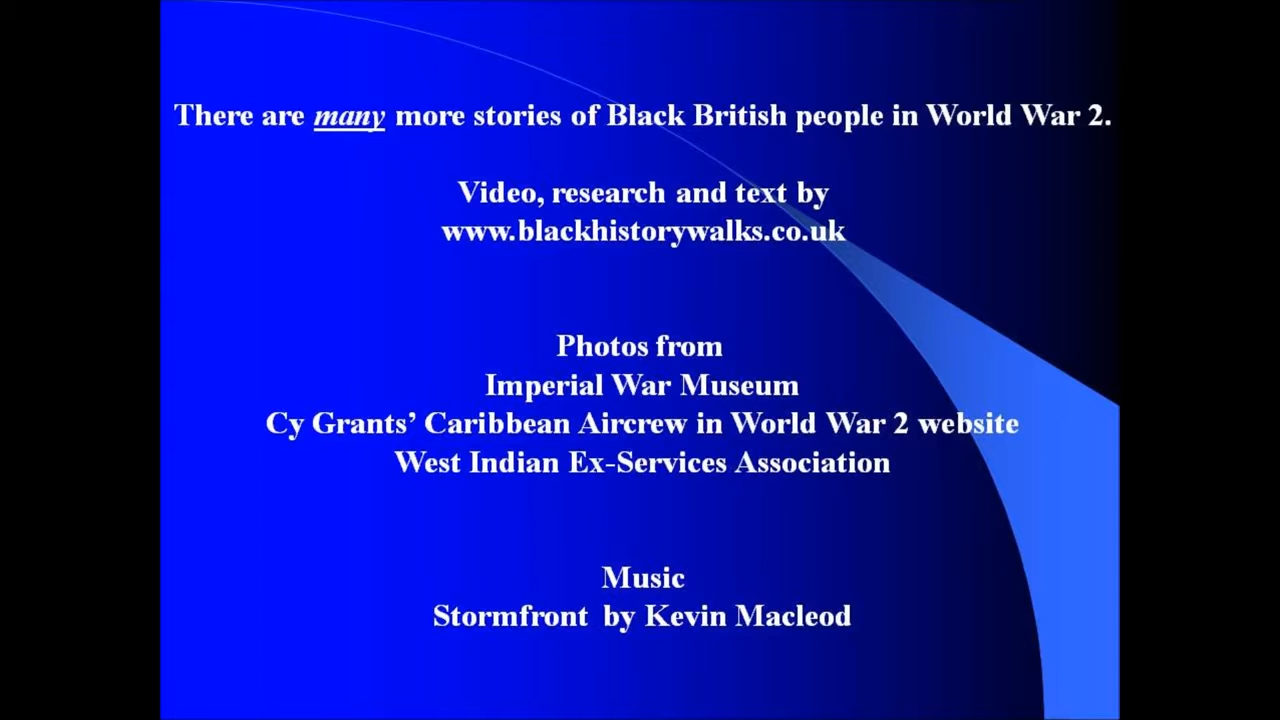 There are many more stories of Black British people in World War 2.
Video, research and text by
www.blackhistorywalks.co.uk
Photos from
Imperial War Museum
Cy Grants’ Caribbean Aircrew in World War 2 website
West Indian Ex-Services Association
Music
Stormfront by Kevin Macleod